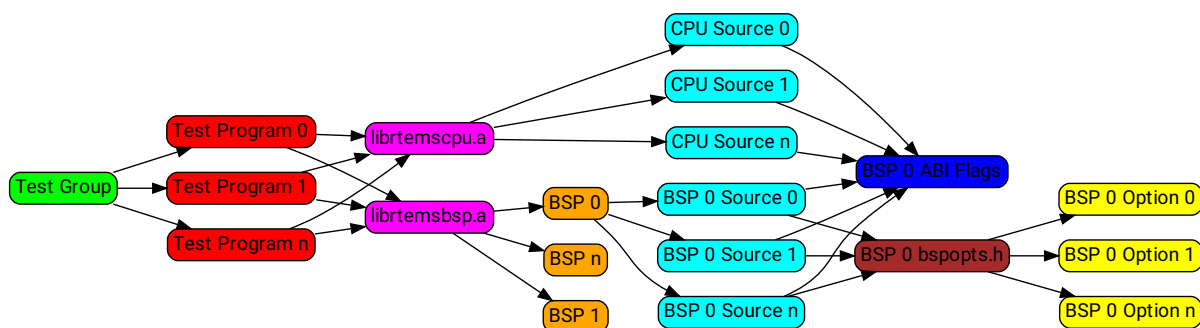 Test Group
Test Program 0
Test Program 1
Test Program n
librtemscpu.a
librtemsbsp.a
BSP 0
BSP n
BSP 1
CPU Source 0
CPU Source 1
CPU Source n
BSP 0 Source 0
BSP 0 Source 1
BSP 0 Source n
BSP 0 ABI Flags
BSP 0 bspopts.h
BSP 0 Option 0
BSP 0 Option 1
BSP 0 Option n